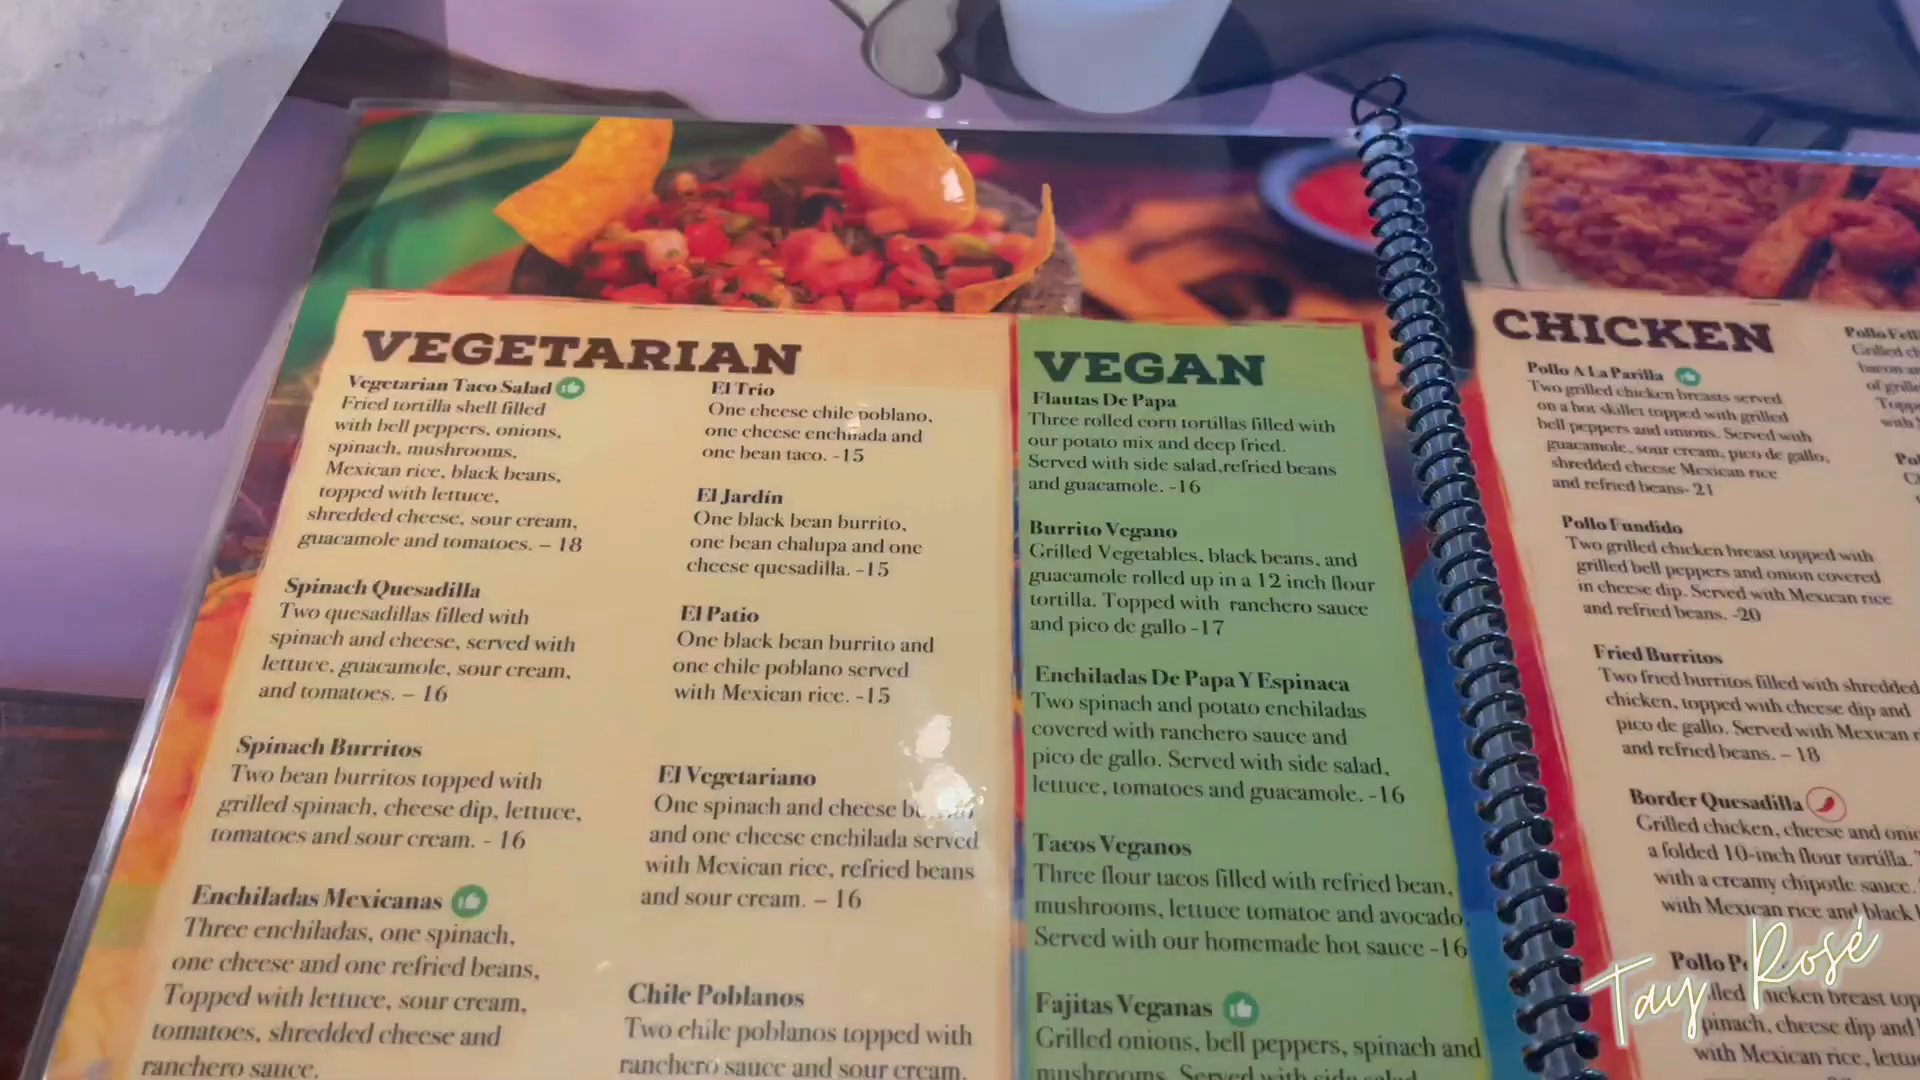 VEGETARIAN
Vegetarian Taco Salad
Fried tortilla shell filled
with bell peppers, onions,
spinach, mushrooms,
Mexican rice, black beans,
topped with lettuce,
shredded cheese, sour cream,
guacamole and tomatoes. – 18
Spinach Quesadilla
Two quesadillas filled with
spinach and cheese, served with
lettuce, guacamole, sour cream,
and tomatoes. – 16
Spinach Burritos
Two bean burritos topped with
grilled spinach, cheese dip, lettuce,
tomatoes and sour cream. - 16
Enchiladas Mexicanas
Three enchiladas, one spinach,
one cheese and one refried beans,
Topped with lettuce, sour cream,
tomatoes, shredded cheese and
ranchero sauce.
El Trio
One cheese chile poblano,
one cheese enchilada and
one bean taco. -15
El Jardín
One black bean burrito,
one bean chalupa and one
cheese quesadilla. -15
El Patio
One black bean burrito and
one chile poblano served
with Mexican rice. -15
El Vegetariano
One spinach and cheese
and one cheese enchilada served
with Mexican rice, refried beans
and sour cream. – 16
Chile Poblanos
Two chile poblanos topped with
ranchero sauce and sour cream,
VEGAN
Flautas De Papa
Three rolled corn tortillas filled with
our potato mix and deep fried.
Served with side salad,refried beans
and guacamole. -16
Burrito Vegano
Grilled Vegetables, black beans, and
guacamole rolled up in a 12 inch flour
tortilla. Topped with ranchero sauce
and pico de gallo -17
Enchiladas De Papa Y Espinaca
Two spinach and potato enchiladas
covered with ranchero sauce and
pico de gallo. Served with side salad,
lettuce, tomatoes and guacamole. -16
Tacos Veganos
Three flour tacos filled with refried bean,
mushrooms, lettuce tomatoe and avocado.
Served with our homemade hot sauce -16
Fajitas Veganas
Grilled onions, bell peppers, spinach and
mushrooms. Served with side salad
CHICKEN
Pollo A La Parilla
Two grilled chicken breasts served
on a hot skillet topped with grilled
bell peppers and onions. Served with
guacamole, sour cream, pico de gallo,
shredded cheese Mexican rice
and refried beans- 21
Pollo Fundido
Two grilled chicken breast topped with
grilled bell peppers and onion covered
in cheese dip. Served with Mexican rice
and refried beans. -20
Fried Burritos
Two fried burritos filled with shredded
chicken, topped with cheese dip and
pico de gallo. Served with Mexican
and refried beans. – 18
Border Quesadilla
Grilled chicken, cheese and
a folded 10-inch flour tortilla.
with a creamy chipotle sauce.
with Mexican rice and black
Pollo
chicken breast
cheese dip and
with Mexican rice,
Pollo
Grilled
bacon
of
with
Tay Rosé